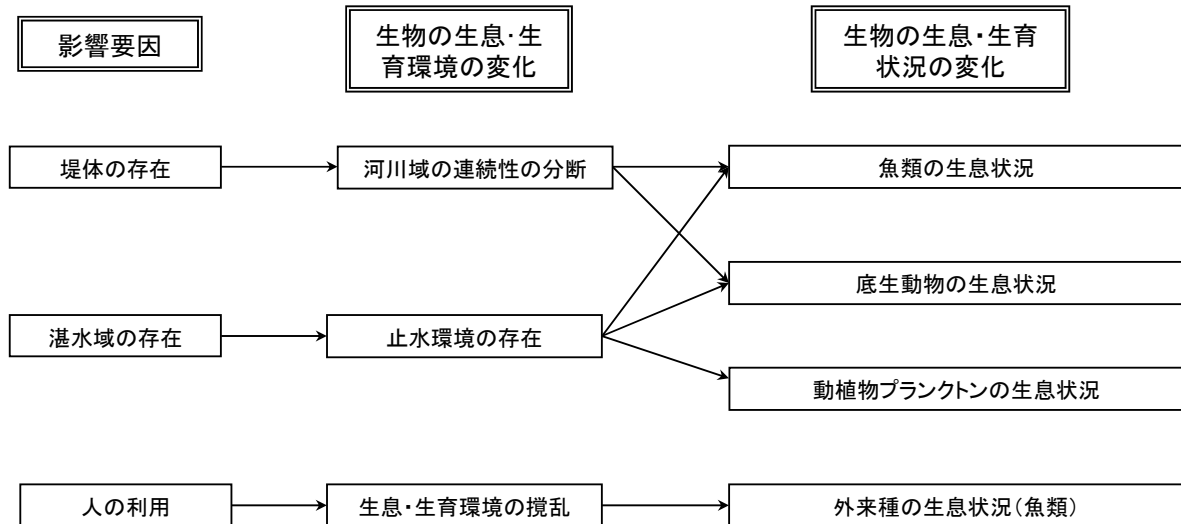 影響要因
生物の生息･生
育環境の変化
生物の生息・生育
状況の変化
堤体の存在
河川域の連続性の分断
魚類の生息状況
底生動物の生息状況
湛水域の存在
止水環境の存在
動植物プランクトンの生息状況
人の利用
生息・生育環境の撹乱
外来種の生息状況(魚類)